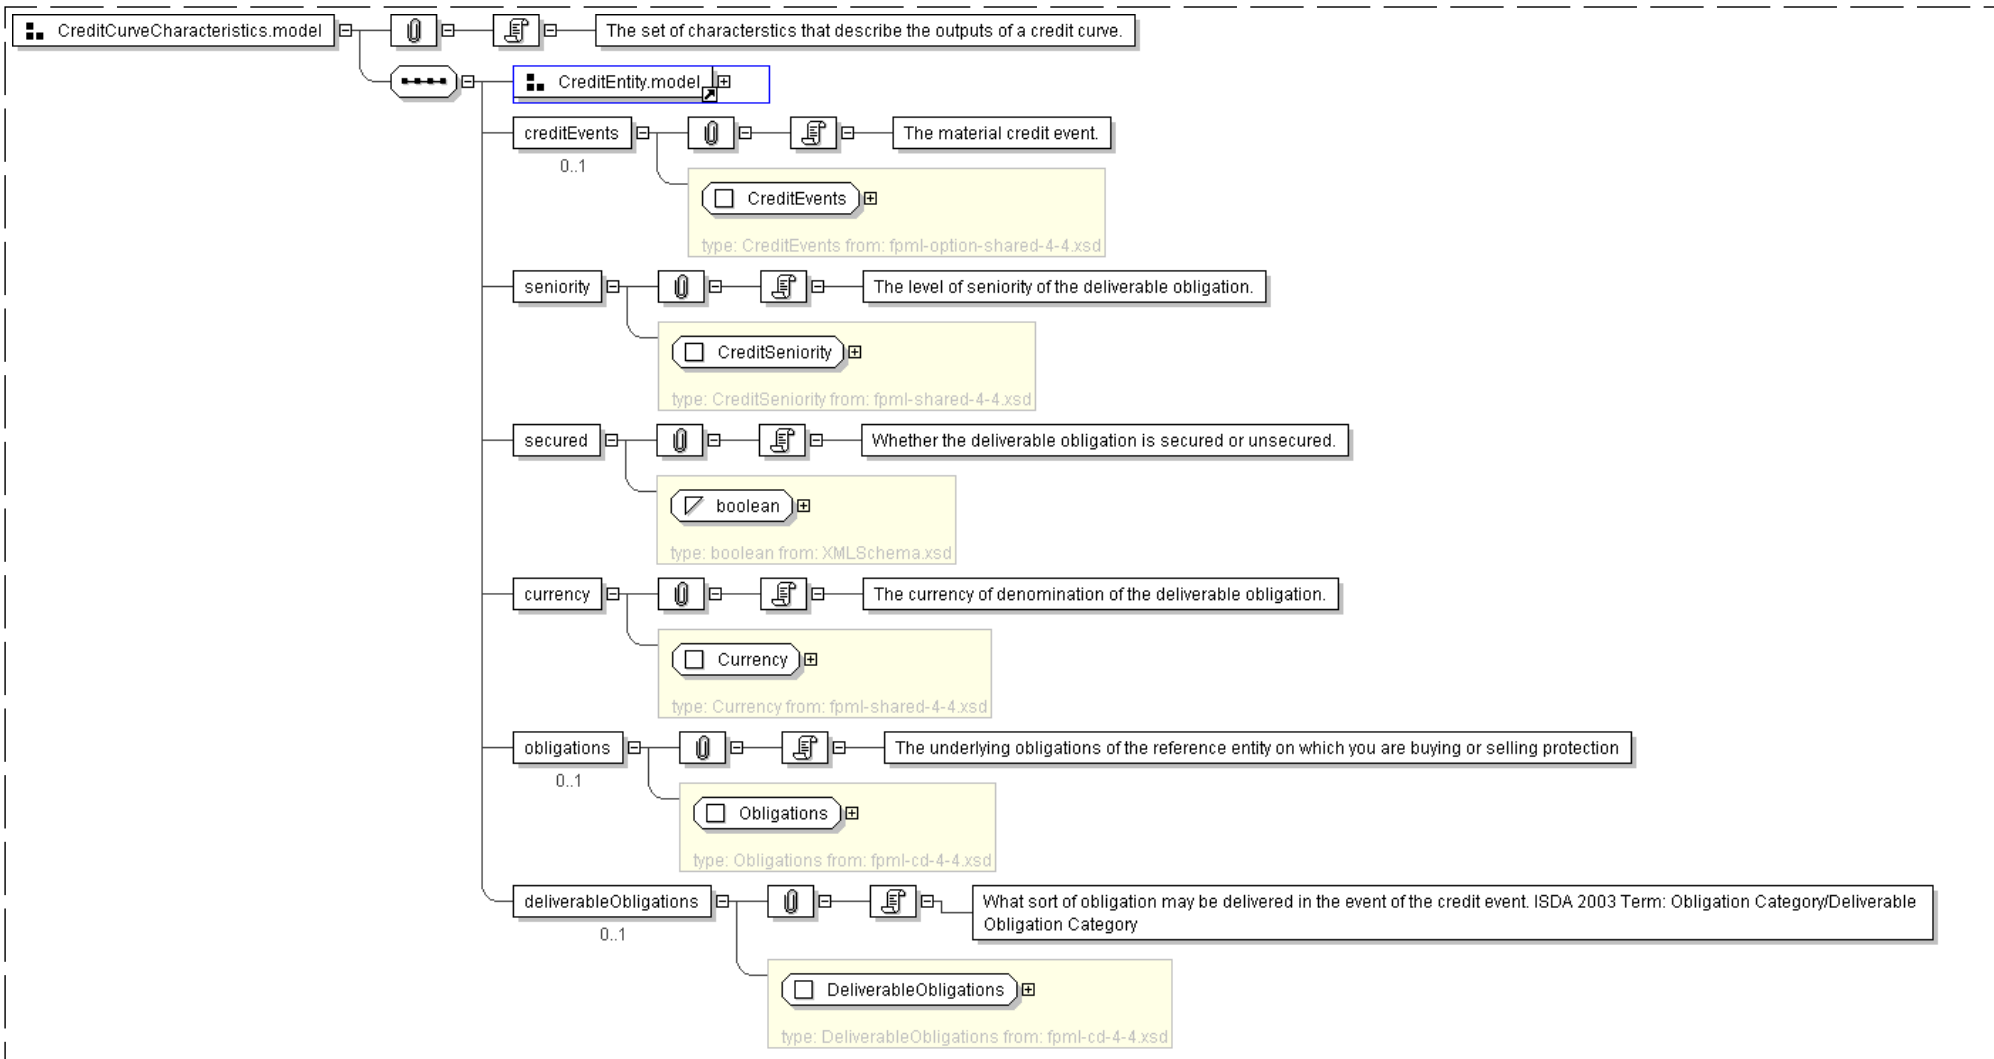 CreditCurveCharacteristics.model
The set of characterstics that describe the outputs of a credit curve.
CreditEntity.model
creditEvents
The material credit event.
0..1
CreditEvents
type: CreditEvents from: fpml-option-shared-4-4.xsd
seniority
The level of seniority of the deliverable obligation.
CreditSeniority
type: CreditSeniority from: fpml-shared-4-4.xsd
secured
Whether the deliverable obligation is secured or unsecured.
boolean
type: boolean from: XMLSchema.xsd
currency
The currency of denomination of the deliverable obligation.
Currency
type: Currency from: fpml-shared-4-4.xsd
obligations
The underlying obligations of the reference entity on which you are buying or selling protection
0..1
Obligations
type: Obligations from: fpml-cd-4-4.xsd
deliverableObligations
What sort of obligation may be delivered in the event of the credit event. ISDA 2003 Term: Obligation Category/Deliverable
Obligation Category
0..1
DeliverableObligations
type: DeliverableObligations from: fpml-cd-4-4.xsd